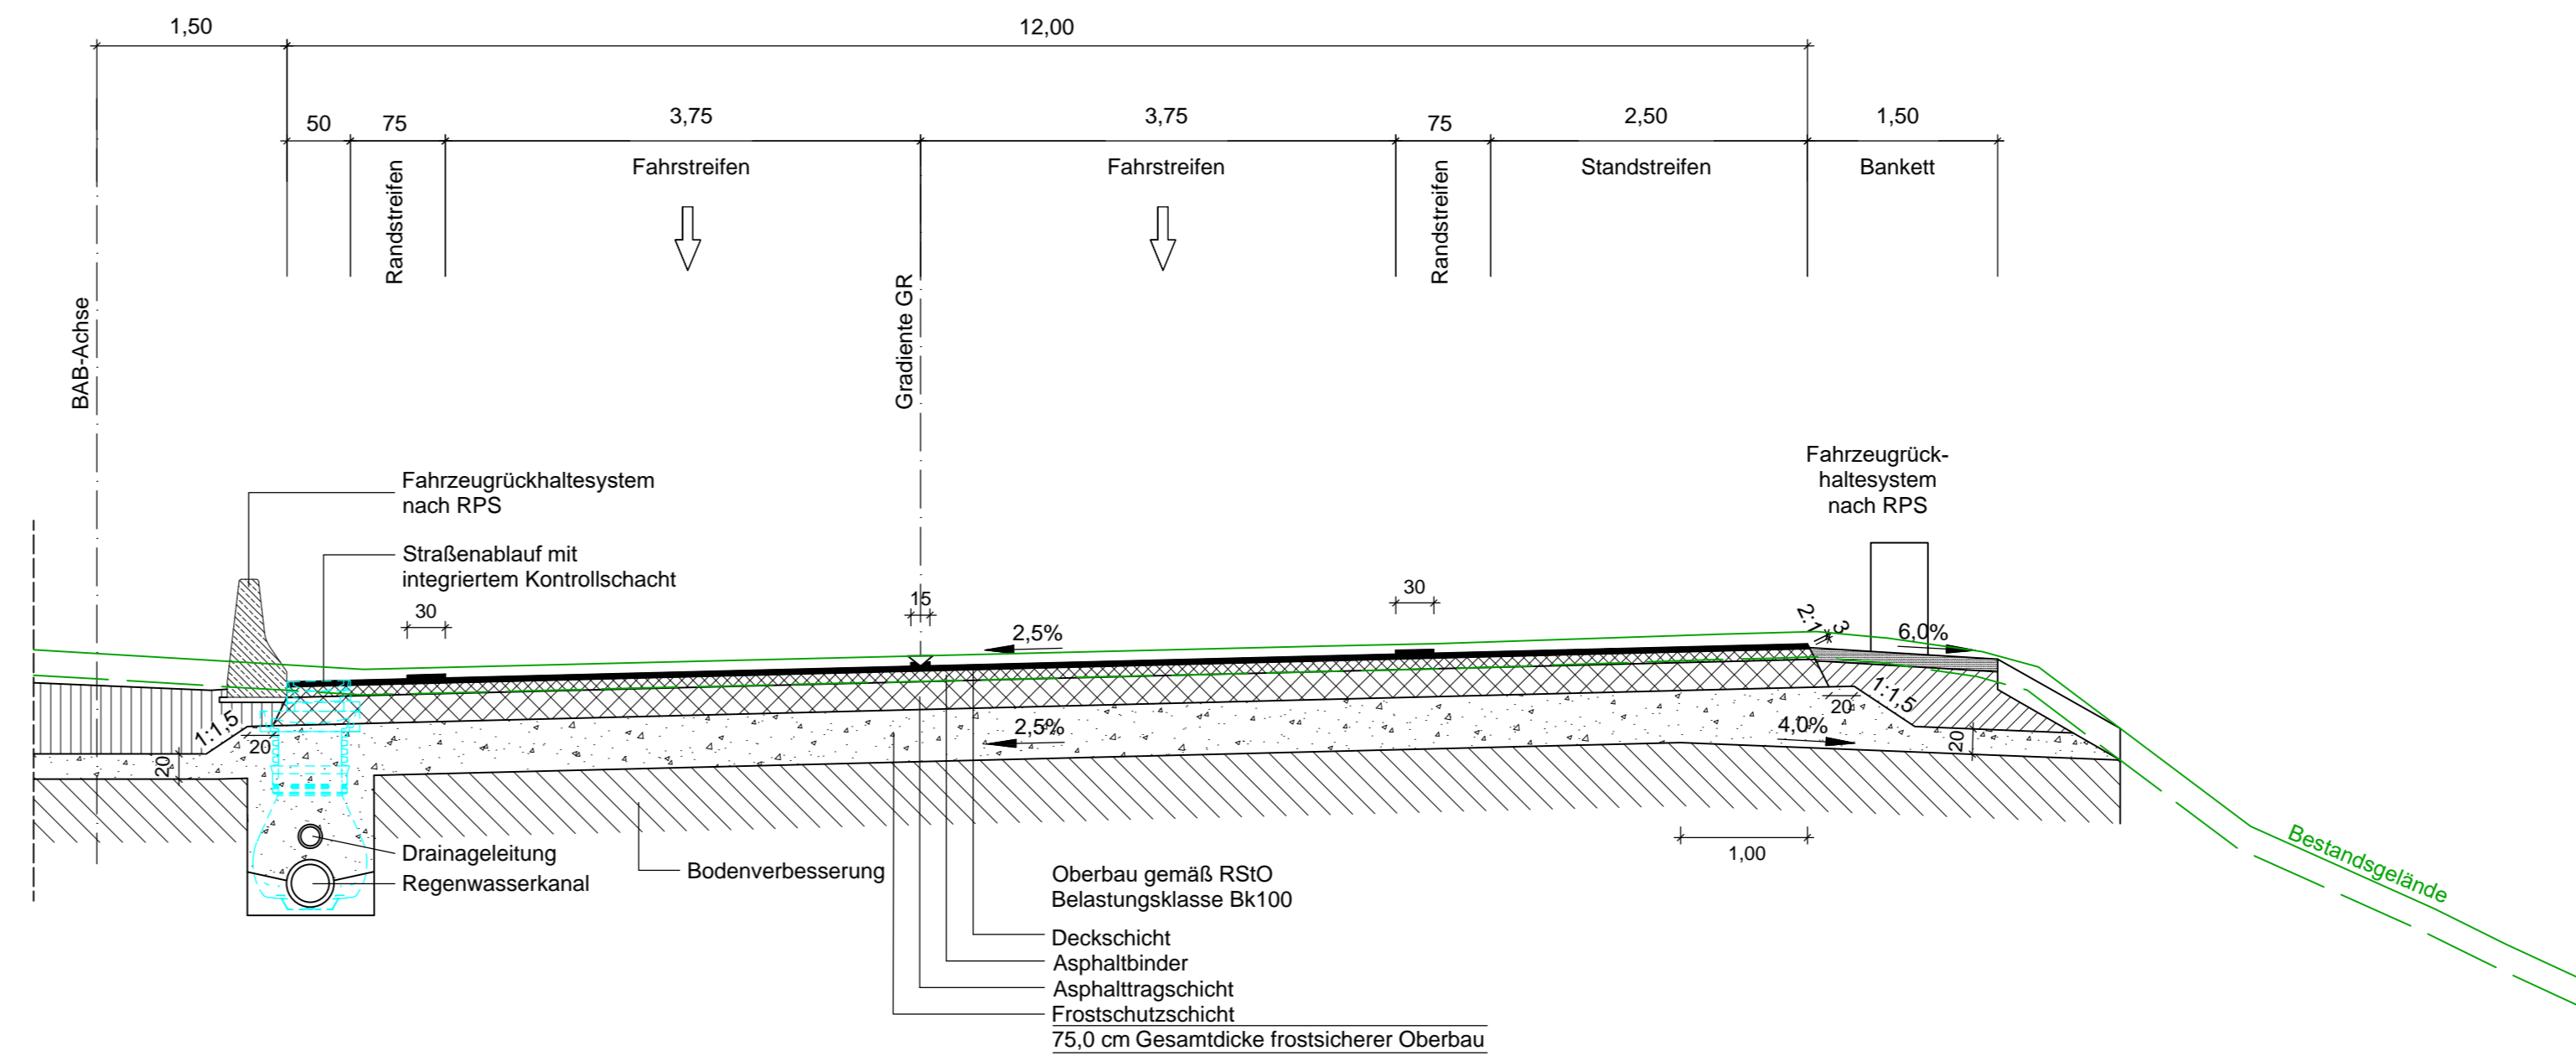 1,50
12,00
50
75
3,75
3,75
75
2,50
1,50
Randstreifen
Fahrstreifen
Fahrstreifen
Randstreifen
Standstreifen
Bankett
BAB-Achse
Gradiente GR
Fahrzeugrückhaltesystem
nach RPS
Straßenablauf mit
integriertem Kontrollschacht
Fahrzeugrück-
haltesystem
nach RPS
30
15
30
2,5%
2:1
3
6,0%
1:1,5
20
20
2,5%
1:1,5
20
4,0%
20
1,00
Drainageleitung
Regenwasserkanal
Bodenverbesserung
Bestandsgelände
Oberbau gemäß RStO
Belastungsklasse Bk100
Deckschicht
Asphaltbinder
Asphalttragschicht
Frostschutzschicht
75,0 cm Gesamtdicke frostsicherer Oberbau